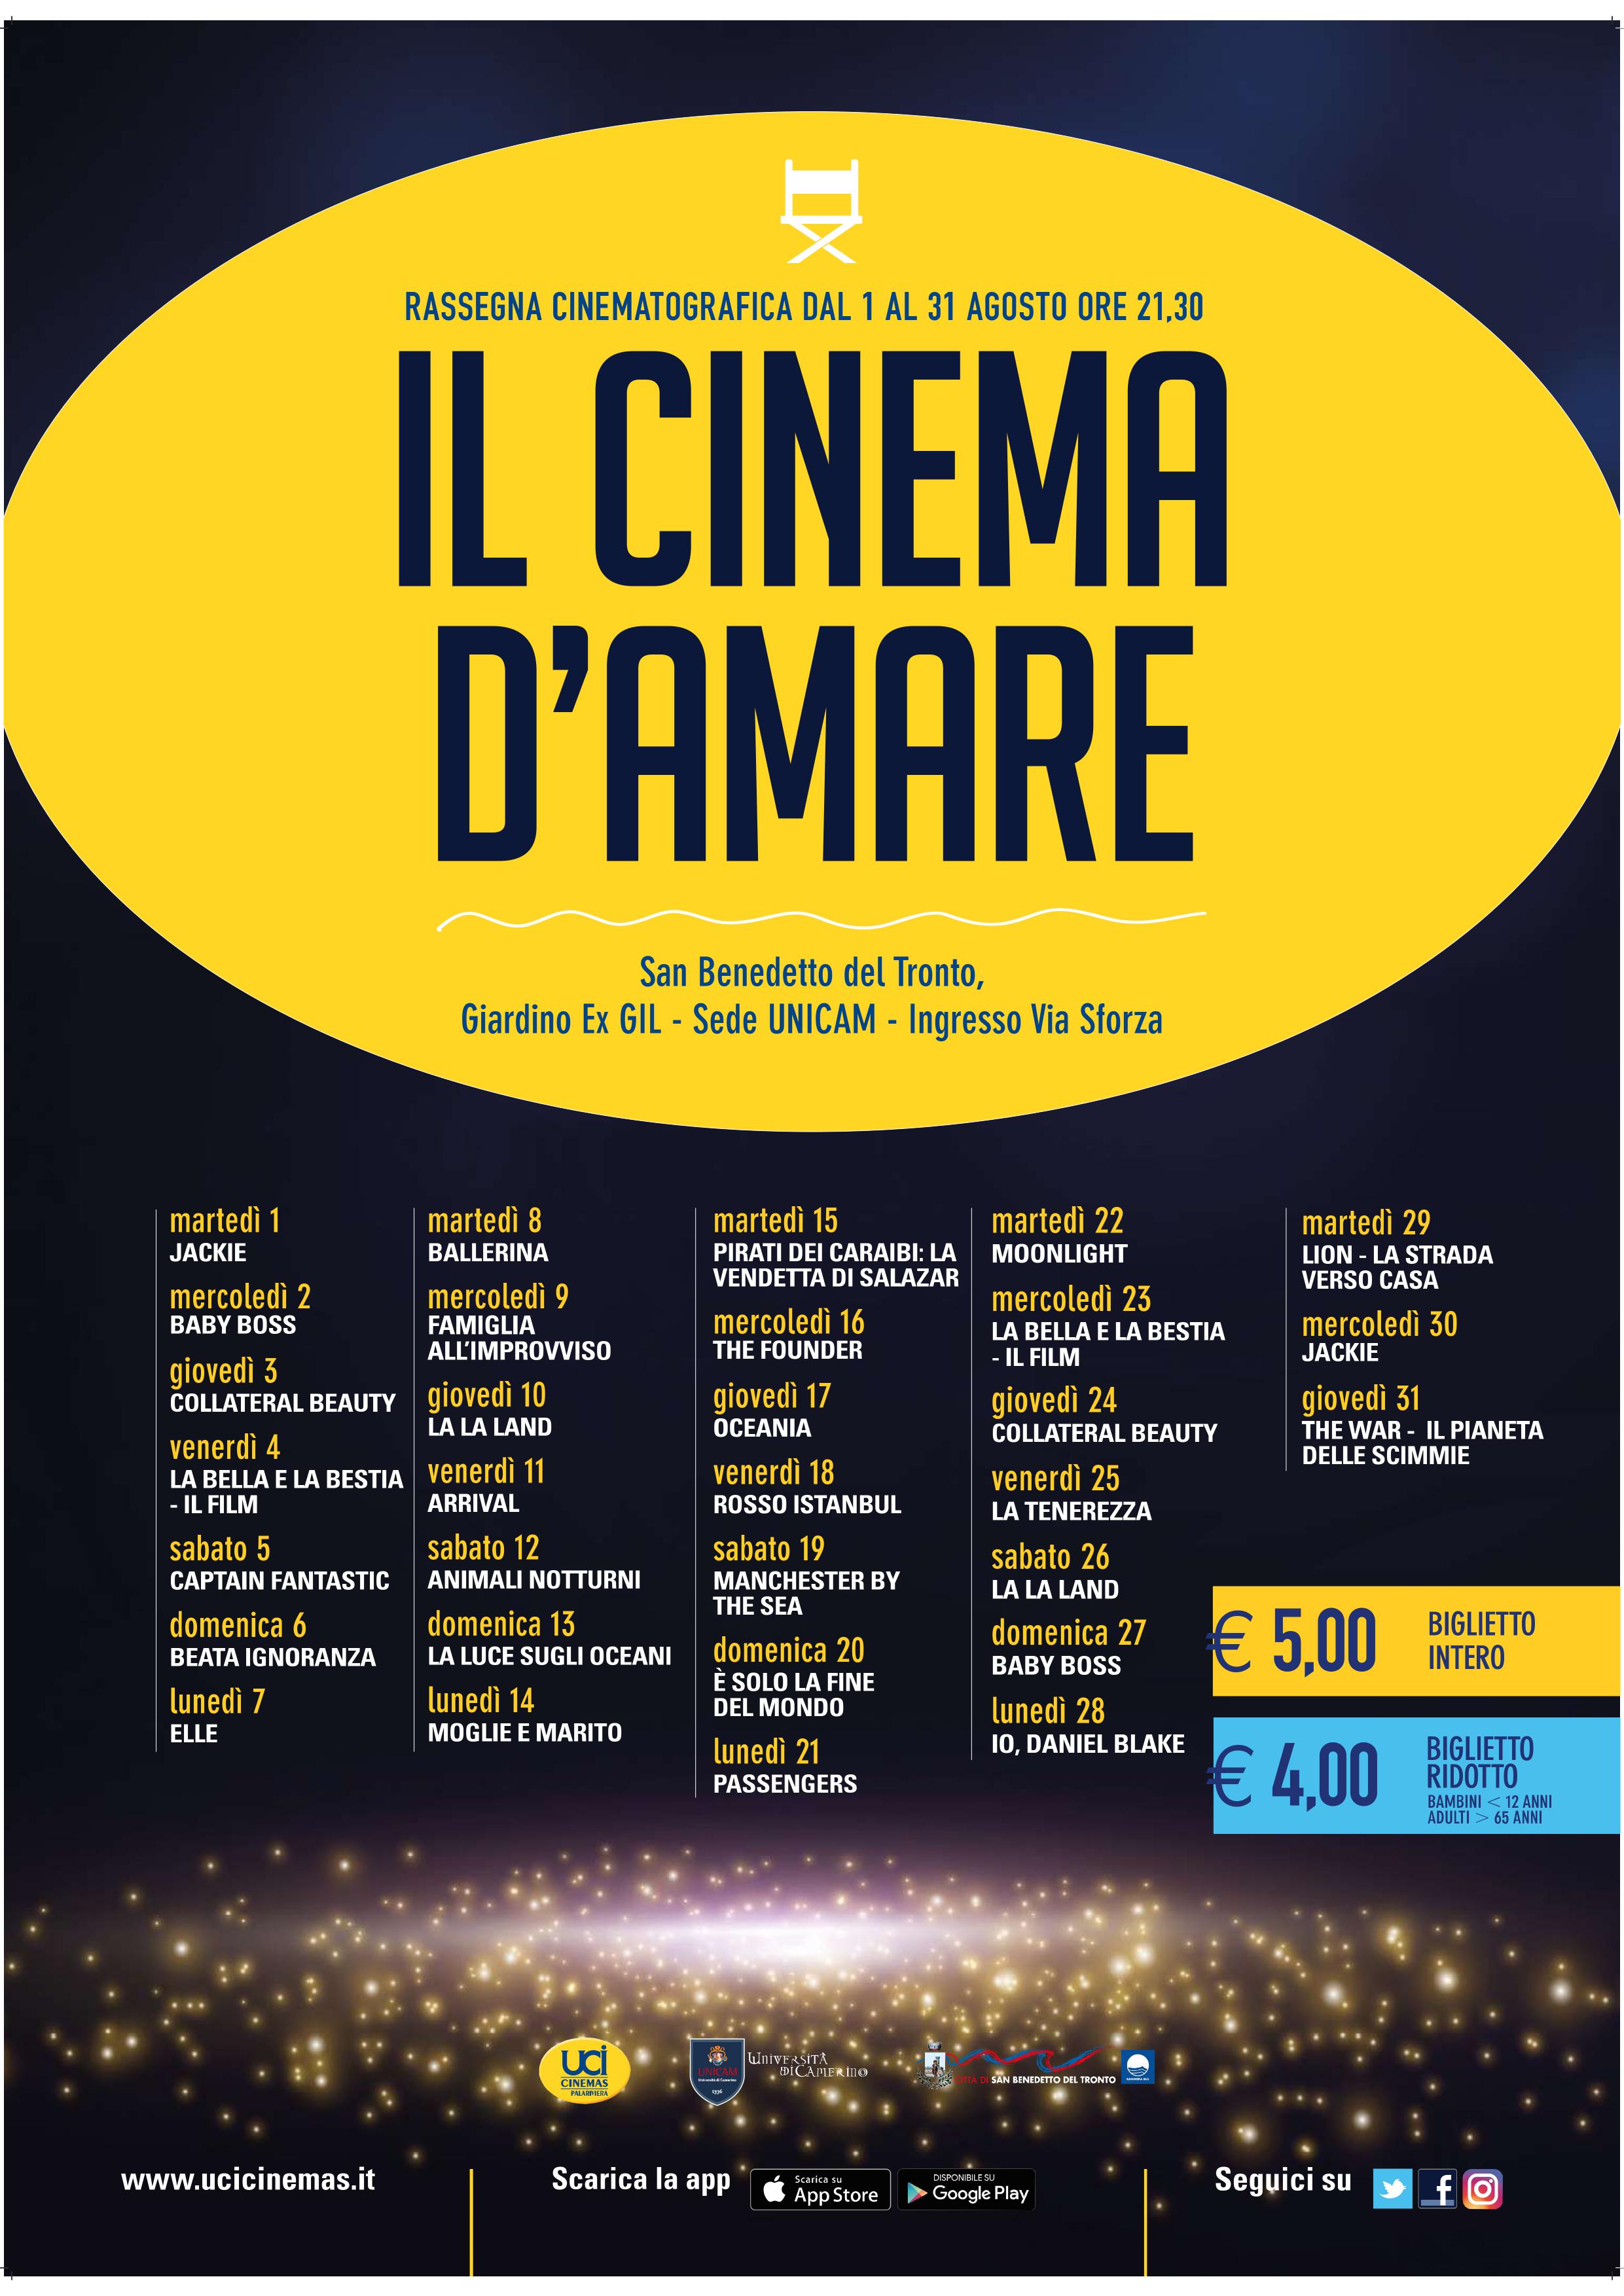 RASSEGNA CINEMATOGRAFICA DAL 1 AL 31 AGOSTO ORE 21,30
IL CINEMA
D'AMARE
San Benedetto del Tronto,
Giardino Ex GIL - Sede UNICAM - Ingresso Via Sforza
martedì 1
JACKIE
mercoledì 2
BABY BOSS
giovedì 3
COLLATERAL BEAUTY
venerdì 4
LA BELLA E LA BESTIA
- IL FILM
sabato 5
CAPTAIN FANTASTIC
domenica 6
BEATA IGNORANZA
lunedì 7
ELLE
martedì 8
BALLERINA
mercoledì 9
FAMIGLIA
ALL'IMPROVVISO
giovedì 10
LA LA LAND
venerdì 11
ARRIVAL
sabato 12
ANIMALI NOTTURNI
domenica 13
LA LUCE SUGLI OCEANI
lunedì 14
MOGLIE E MARITO
martedì 15
PIRATI DEI CARAIBI: LA
VENDETTA DI SALAZAR
mercoledì 16
THE FOUNDER
giovedì 17
OCEANIA
venerdì 18
ROSSO ISTANBUL
sabato 19
MANCHESTER BY
THE SEA
domenica 20
È SOLO LA FINE
DEL MONDO
lunedì 21
PASSENGERS
martedì 22
MOONLIGHT
mercoledì 23
LA BELLA E LA BESTIA
- IL FILM
giovedì 24
COLLATERAL BEAUTY
venerdì 25
LA TENEREZZA
sabato 26
LA LA LAND
domenica 27
BABY BOSS
lunedì 28
IO, DANIEL BLAKE
martedì 29
LION - LA STRADA
VERSO CASA
mercoledì 30
JACKIE
giovedì 31
THE WAR - IL PIANETA
DELLE SCIMMIE
€ 5,00
BIGLIETTO
INTERO
€ 4,00
BIGLIETTO
RIDOTTO
BAMBINI < 12 ANNI
ADULTI > 65 ANNI
UCI
CINEMAS
PALARIVIERA
UNICAM
Università di Camerino
1336
UNIVERSITÀ
DI CAMERINO
CITTÀ DI SAN BENEDETTO DEL TRONTO
www.ucicinemas.it
Scarica la app
Scarica su
App Store
DISPONIBILE SU
Google Play
Seguici su